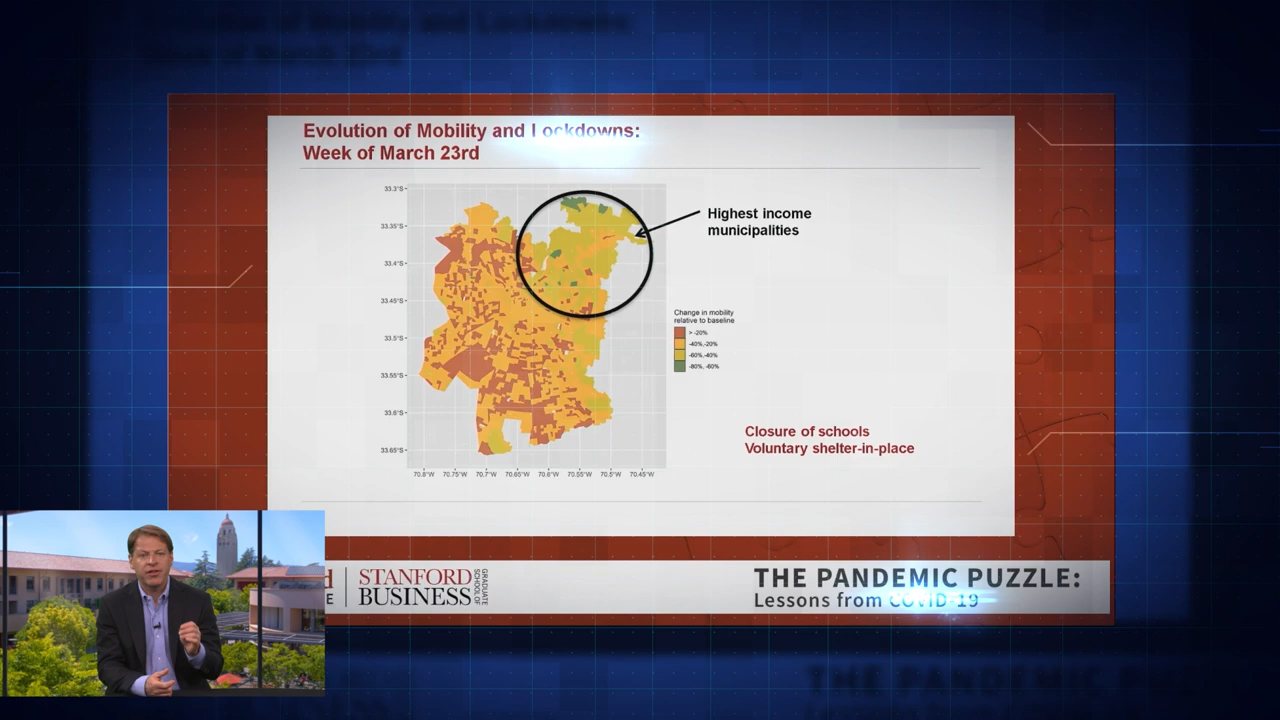 Evolution of Mobility and Lockdowns:
Week of March 23rd
33.3°S
33.35°S
33.4°S
33.45°S
33.5°S
33.55°S
33.6°S
33.65°S
70.8°W
70.75°W
70.7°W
70.65°W
70.6°W
70.55°W
70.5°W
70.45°W
Highest income
municipalities
Change in mobility
relative to baseline
> -20%
-40%,-20%
-60%,-40%
-80%, -60%
Closure of schools
Voluntary shelter-in-place
STANFORD
BUSINESS
GRADUATE
SCHOOL OF
THE PANDEMIC PUZZLE:
Lessons from COVID-19